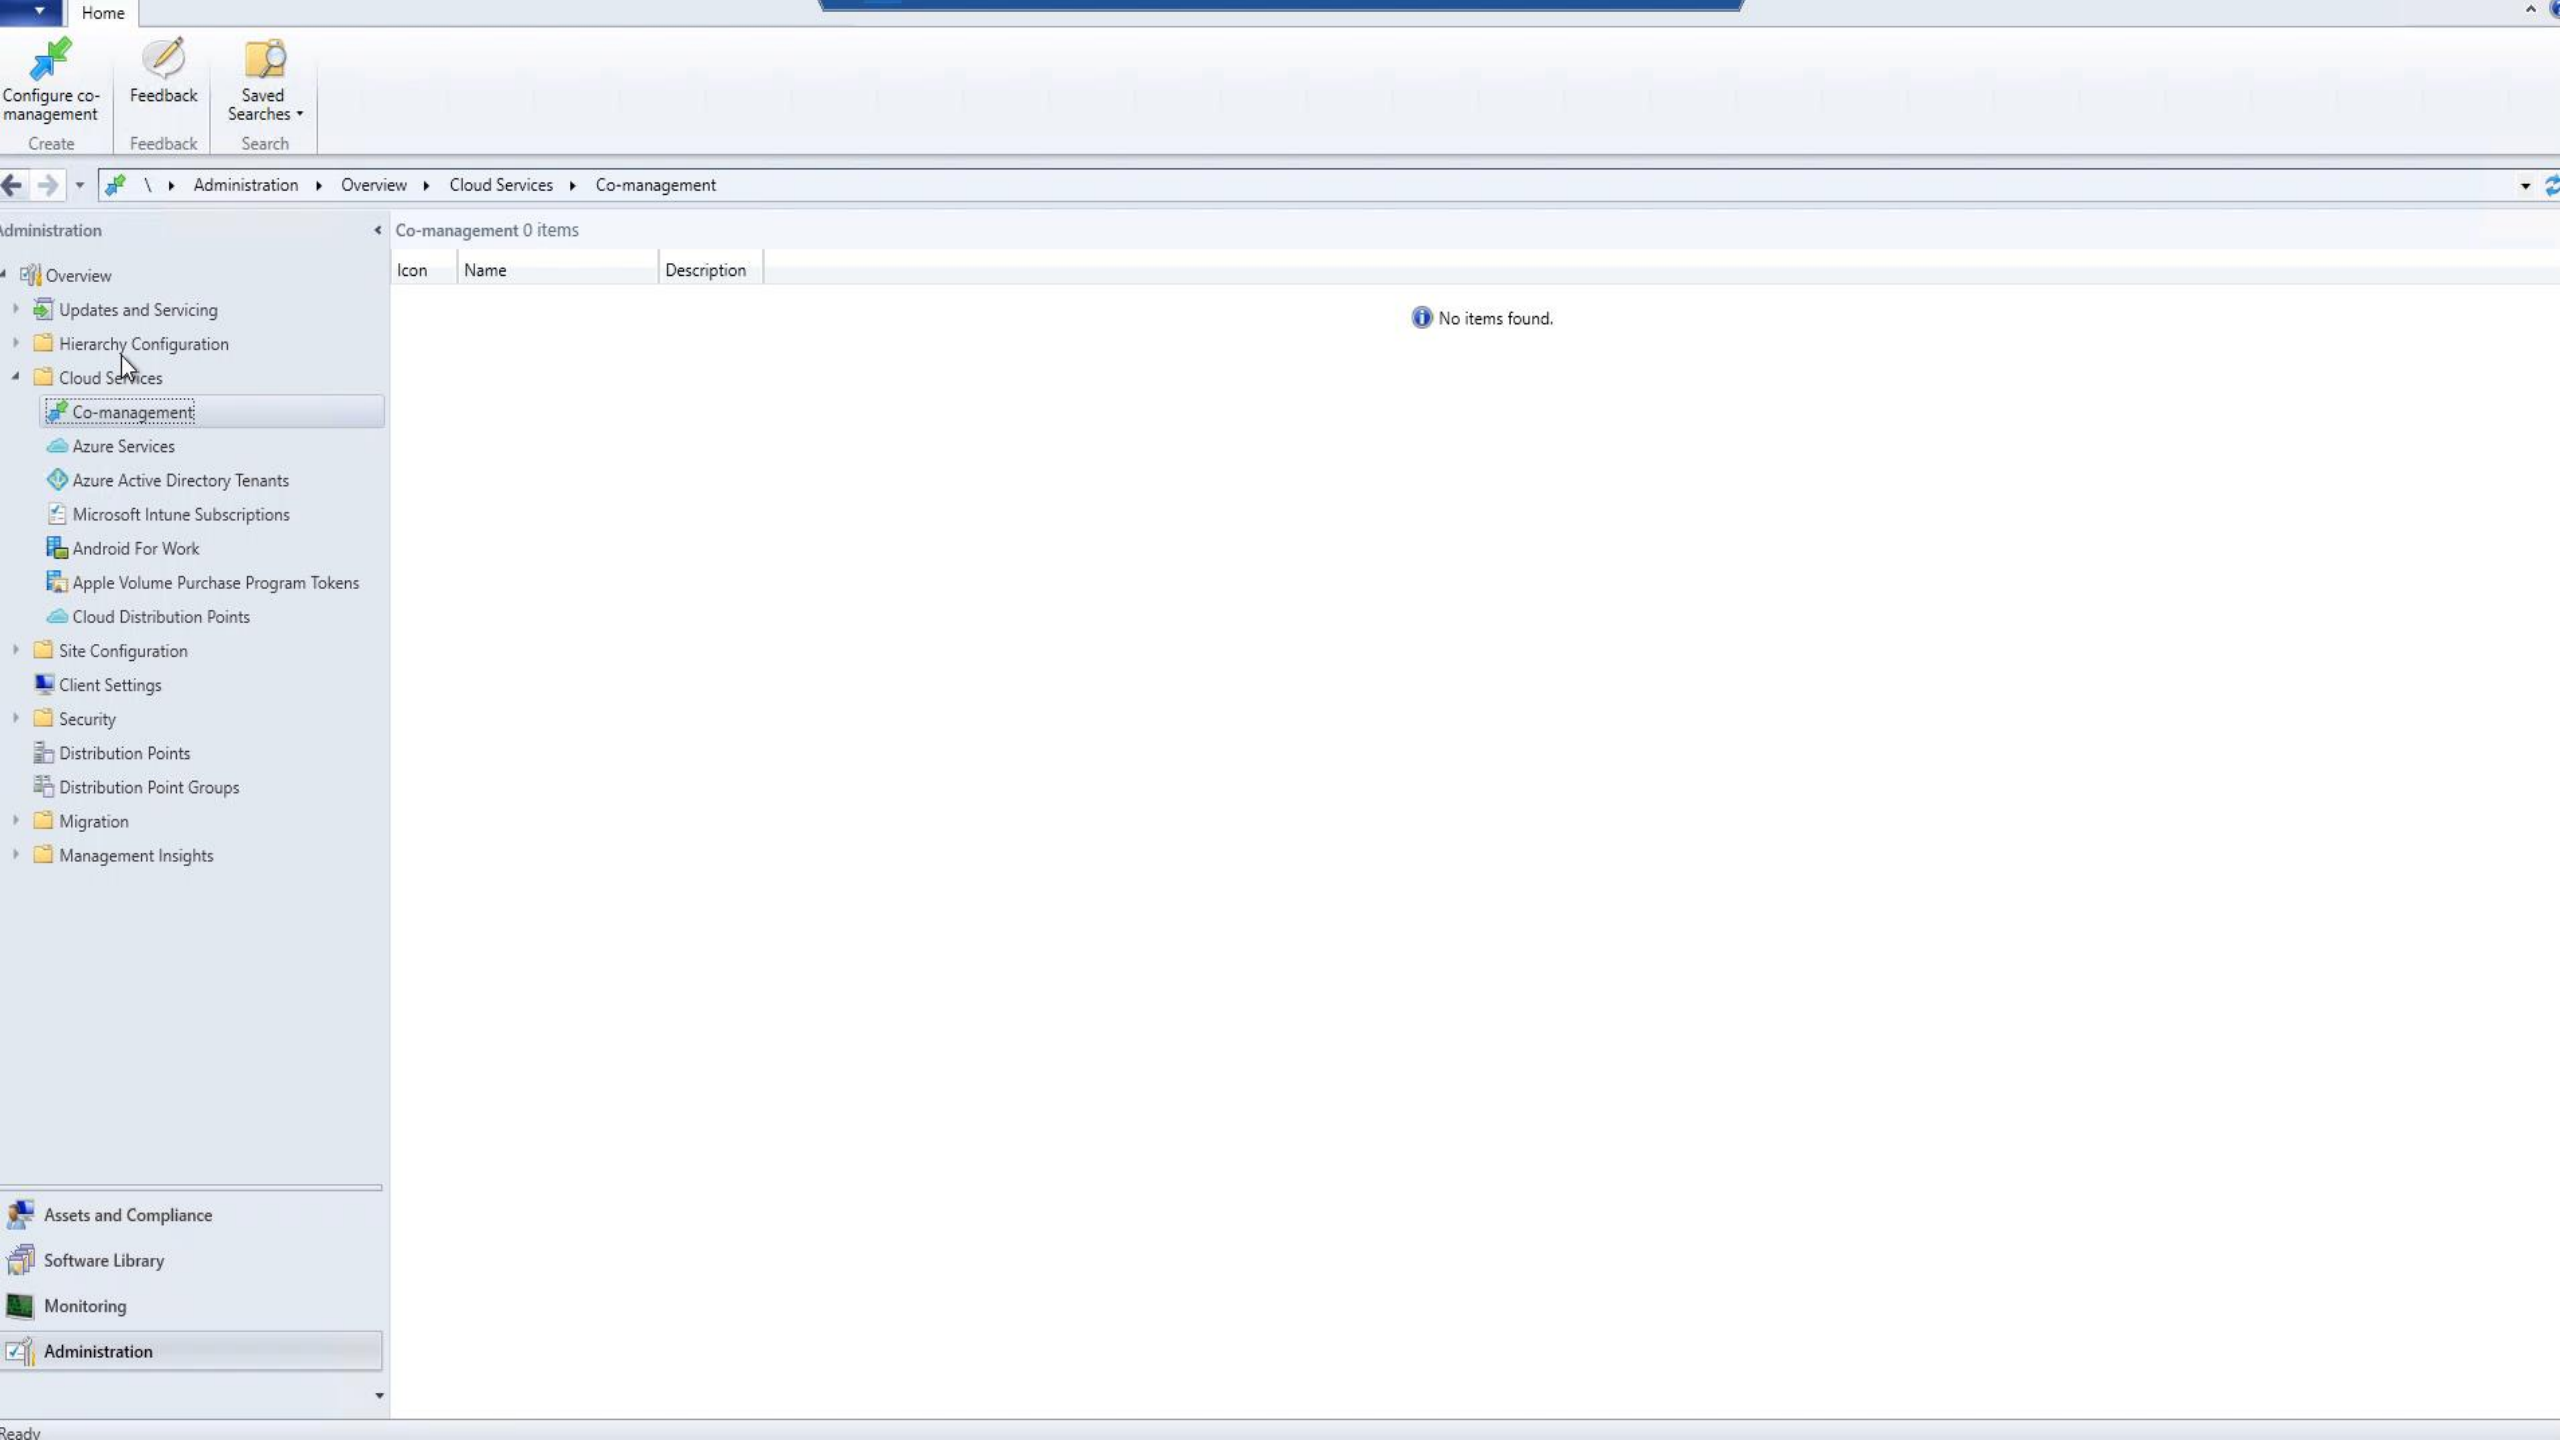 Home
Configure co-
management
Feedback
Saved
Searches
Create
Feedback
Search
\ Administration Overview Cloud Services Co-management
Administration
Co-management 0 items
Icon Name Description
No items found.
Overview
Updates and Servicing
Hierarchy Configuration
Cloud Services
Co-management
Azure Services
Azure Active Directory Tenants
Microsoft Intune Subscriptions
Android For Work
Apple Volume Purchase Program Tokens
Cloud Distribution Points
Site Configuration
Client Settings
Security
Distribution Points
Distribution Point Groups
Migration
Management Insights
Assets and Compliance
Software Library
Monitoring
Administration
Ready